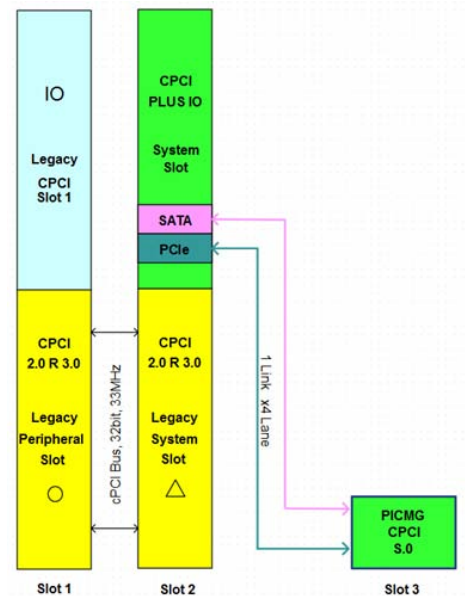 IO
Legacy
CPCI
Slot 1
CPCI
2.0 R 3.0
Legacy
Peripheral
Slot
Slot 1
cPCI Bus, 32bit, 33MHz
CPCI
PLUS IO
System
Slot
SATA
PCIe
CPCI
2.0 R 3.0
Legacy
System
Slot
Slot 2
1 Link x4 Lane
PICMG
CPCI
S.0
Slot 3